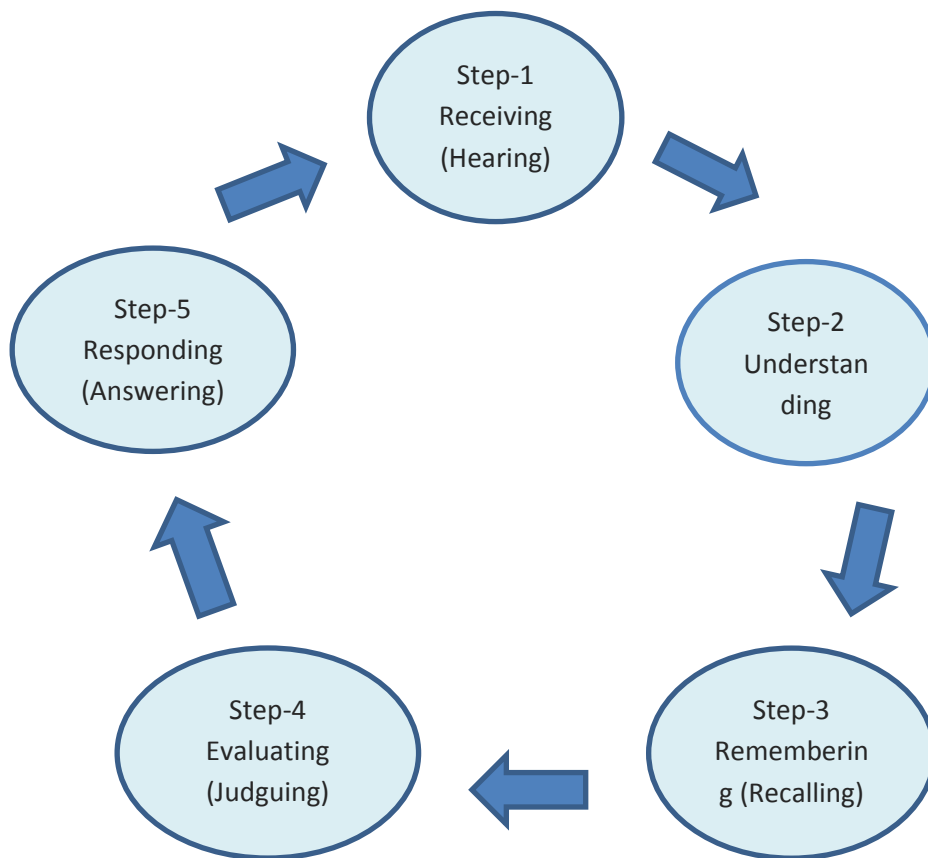 Step-1
Receiving
(Hearing)
Step-2
Understan
ding
Step-3
Rememberin
g (Recalling)
Step-4
Evaluating
(Judguing)
Step-5
Responding
(Answering)